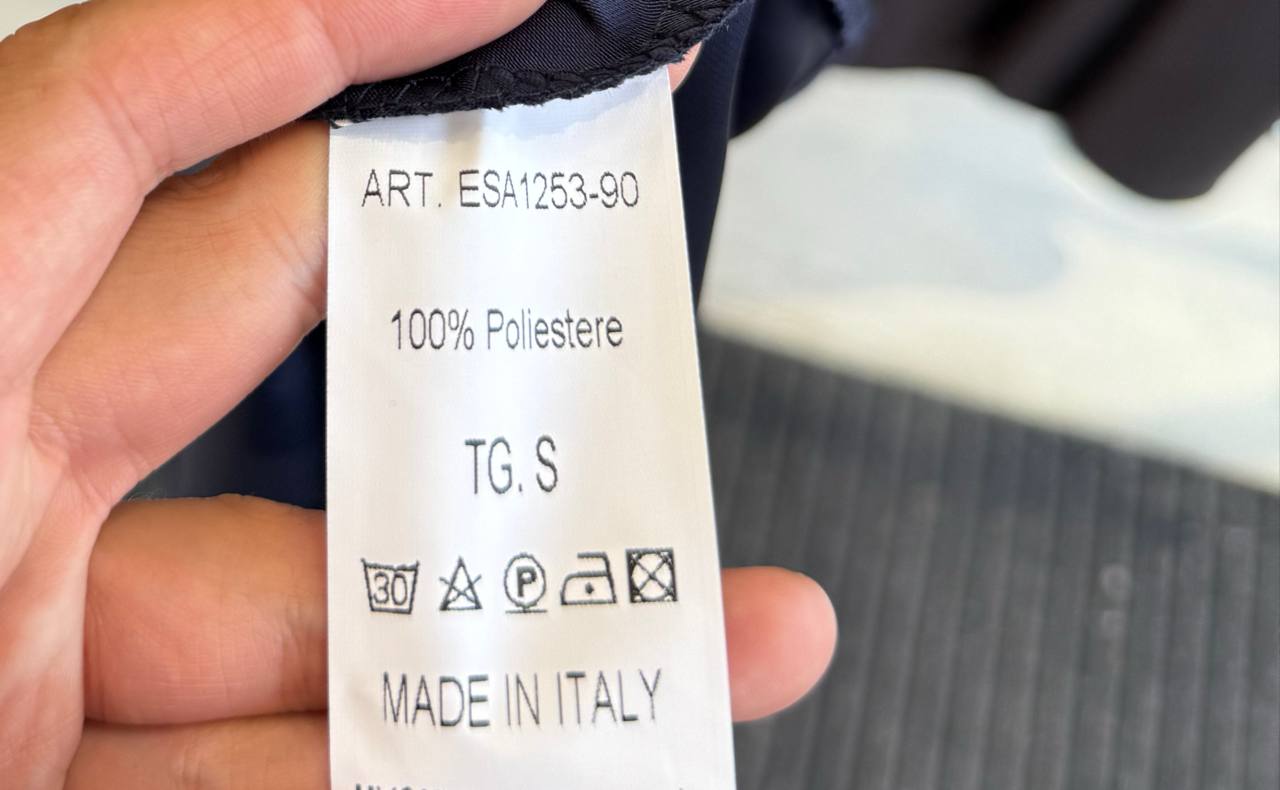 ART. ESA1253-90
100% Poliestere
TG. S
30 P
MADE IN ITALY